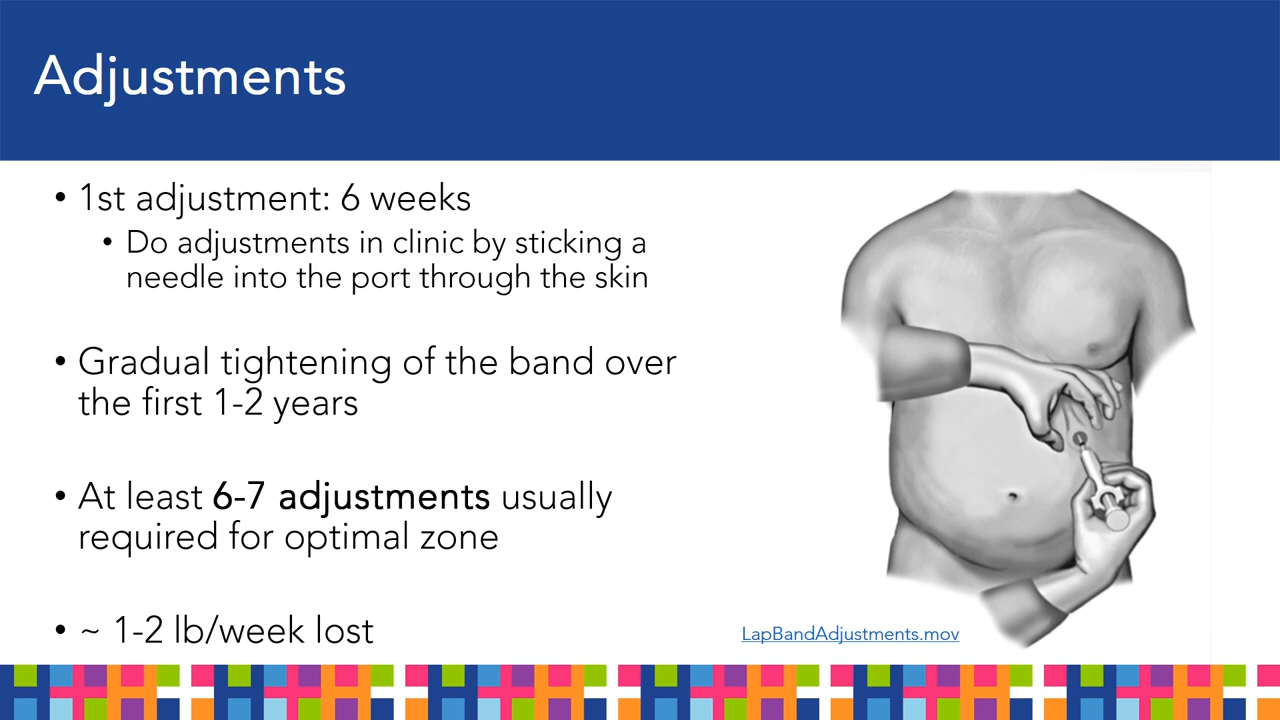 Adjustments
• 1st adjustment: 6 weeks
• Do adjustments in clinic by sticking a
needle into the port through the skin
• Gradual tightening of the band over
the first 1-2 years
• At least 6-7 adjustments usually
required for optimal zone
• ~ 1-2 lb/week lost
LapBandAdjustments.mov